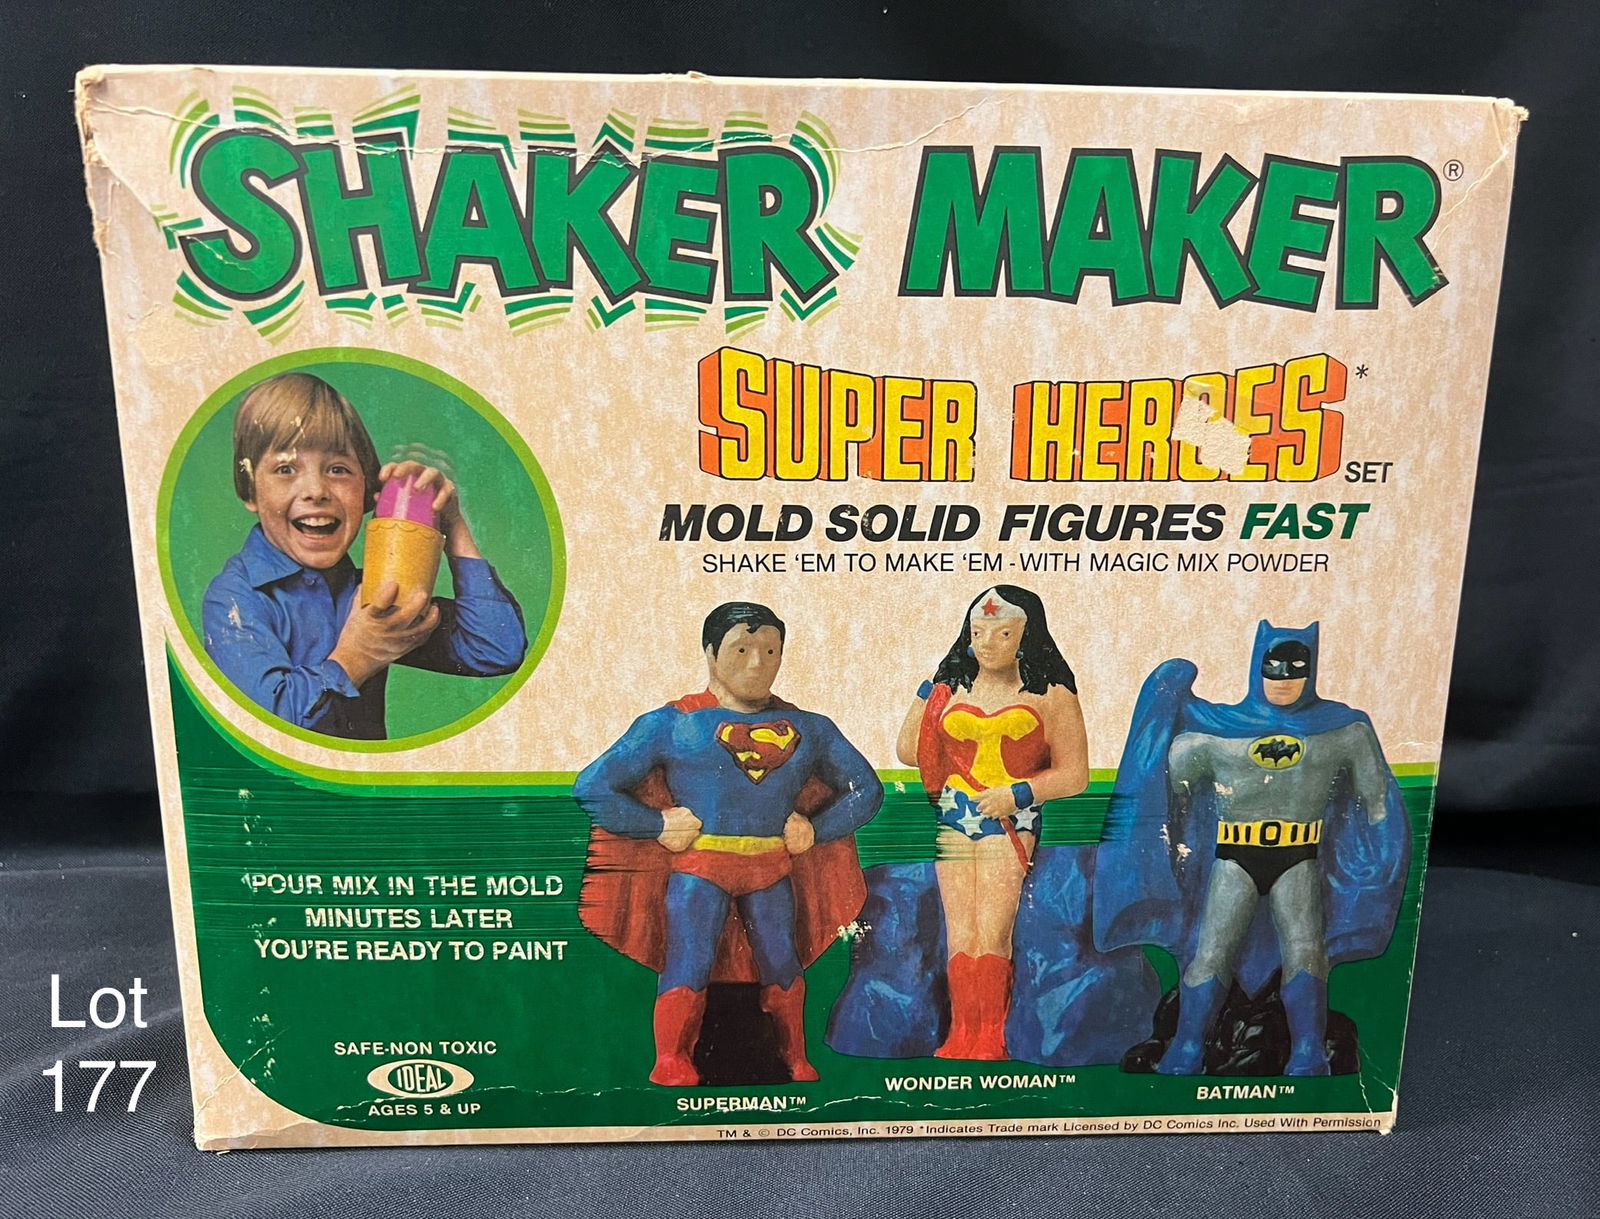 SHAKER MAKER®
SUPER HEROES* SET
MOLD SOLID FIGURES FAST
SHAKE 'EM TO MAKE 'EM - WITH MAGIC MIX POWDER
POUR MIX IN THE MOLD
MINUTES LATER
YOU'RE READY TO PAINT
SAFE-NON TOXIC
IDEAL
AGES 5 & UP
SUPERMAN™
WONDER WOMAN™
BATMAN™
TM & © DC Comics, Inc. 1979 *Indicates Trade mark Licensed by DC Comics Inc. Used With Permission
Lot
177